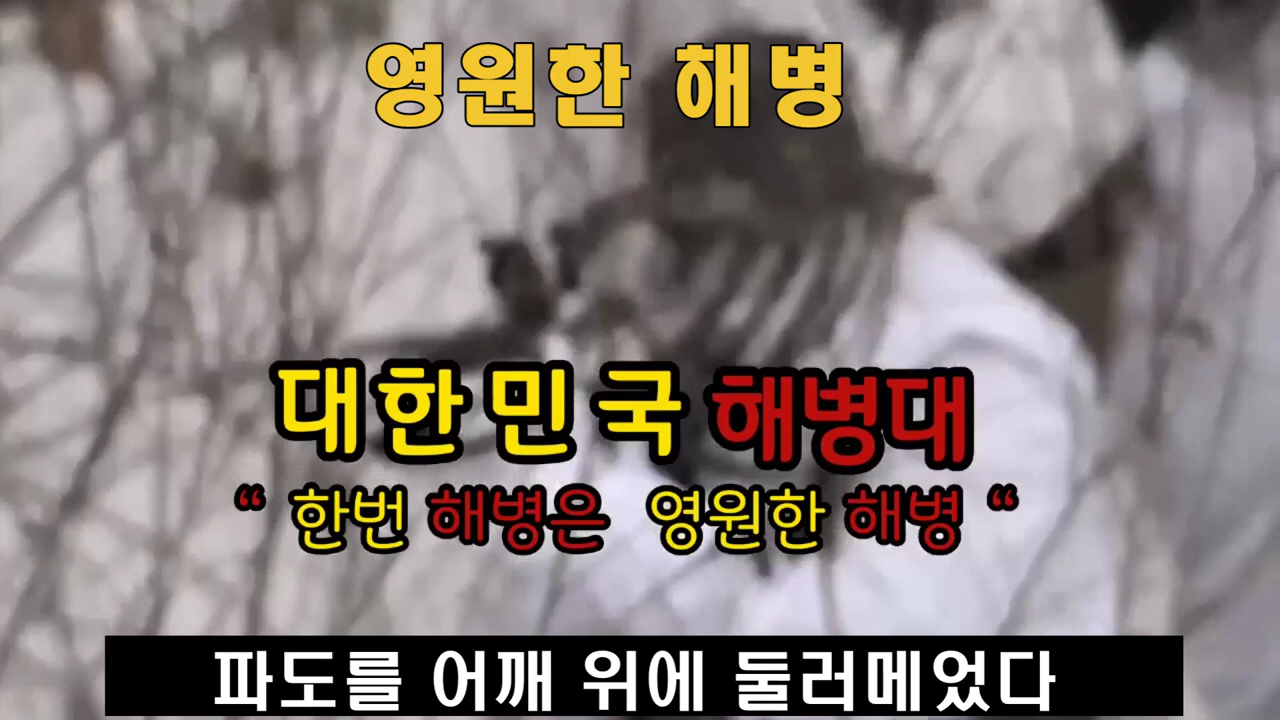 영원한 해병
대한민국 해병대
“ 한번 해병은 영원한 해병 “
파도를 어깨 위에 둘러메었다